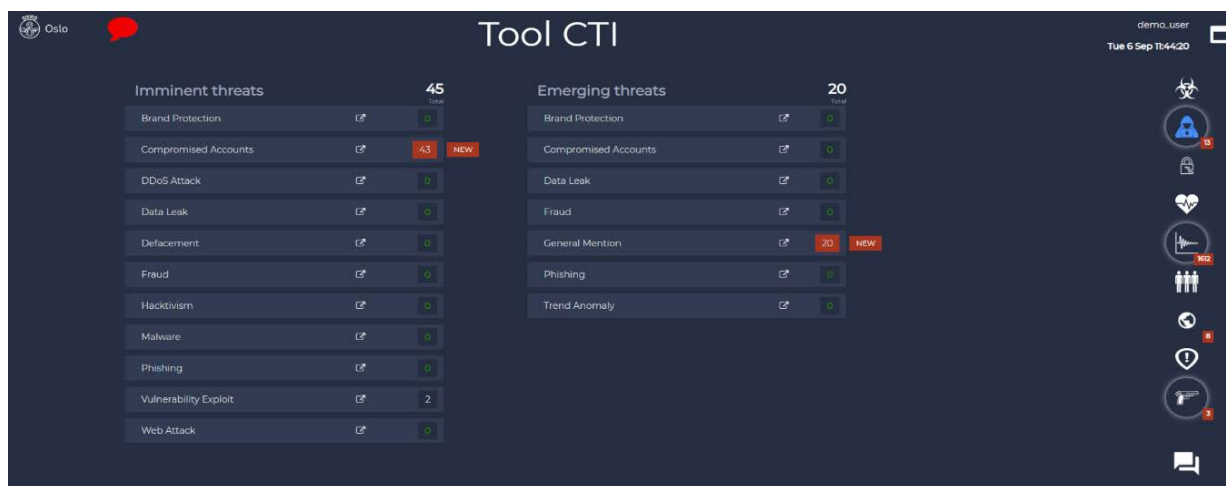 Oslo
Tool CTI
demo_user
Tue 6 Sep 11:44:20
Imminent threats 45
Total
Brand Protection 0
Compromised Accounts 43 NEW
DDoS Attack 0
Data Leak 0
Defacement 0
Fraud 0
Hacktivism 0
Malware 0
Phishing 0
Vulnerability Exploit 2
Web Attack 0
Emerging threats 20
Total
Brand Protection 0
Compromised Accounts 0
Data Leak 0
Fraud 0
General Mention 20 NEW
Phishing 0
Trend Anomaly 0
13
1612
3